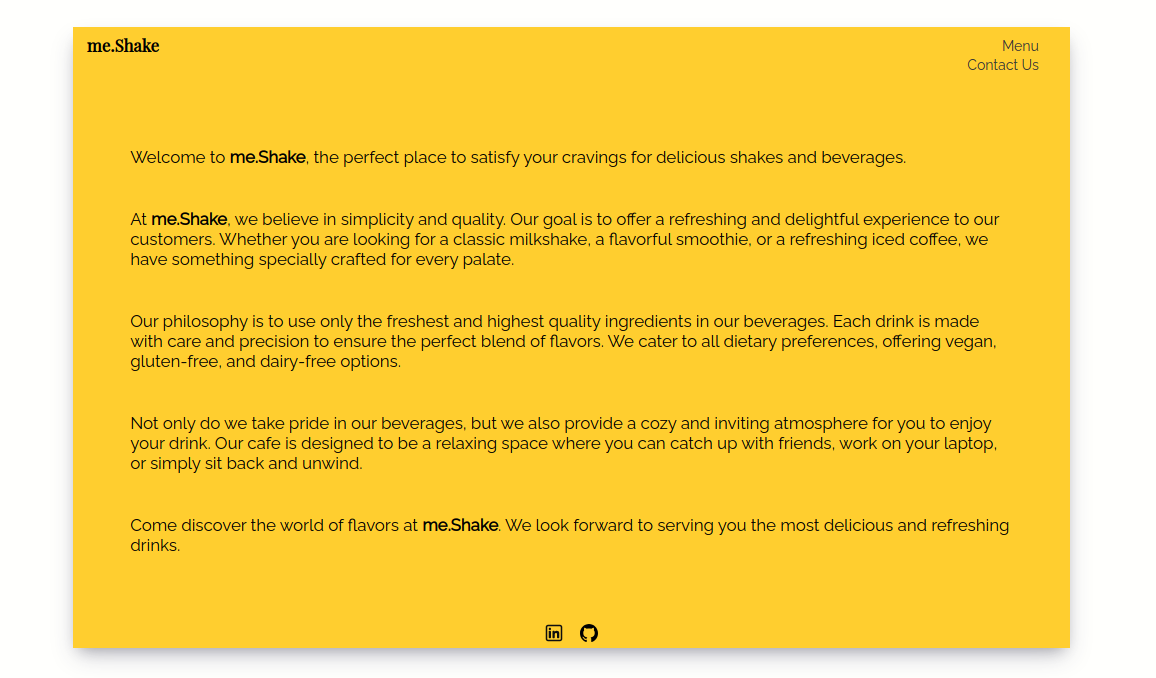 me.Shake
Menu
Contact Us
Welcome to me.Shake, the perfect place to satisfy your cravings for delicious shakes and beverages.
At me.Shake, we believe in simplicity and quality. Our goal is to offer a refreshing and delightful experience to our
customers. Whether you are looking for a classic milkshake, a flavorful smoothie, or a refreshing iced coffee, we
have something specially crafted for every palate.
Our philosophy is to use only the freshest and highest quality ingredients in our beverages. Each drink is made
with care and precision to ensure the perfect blend of flavors. We cater to all dietary preferences, offering vegan,
gluten-free, and dairy-free options.
Not only do we take pride in our beverages, but we also provide a cozy and inviting atmosphere for you to enjoy
your drink. Our cafe is designed to be a relaxing space where you can catch up with friends, work on your laptop,
or simply sit back and unwind.
Come discover the world of flavors at me.Shake. We look forward to serving you the most delicious and refreshing
drinks.
in